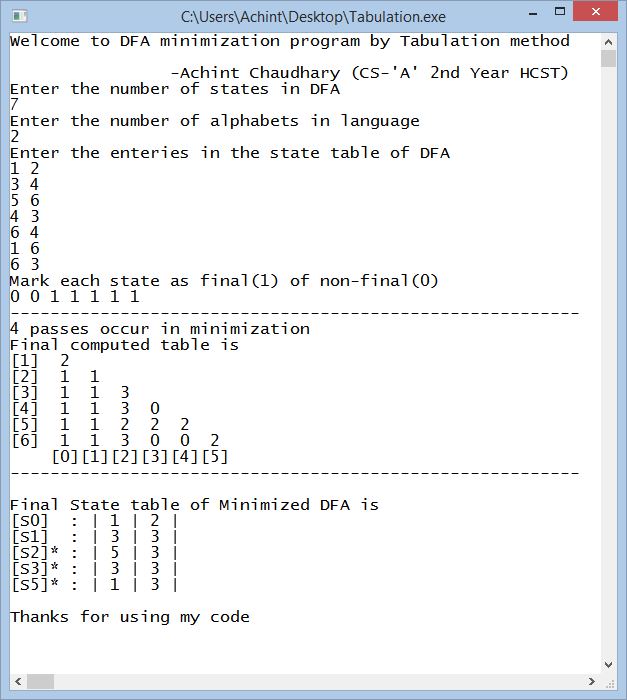 C:\Users\Achint\Desktop\Tabulation.exe
Welcome to DFA minimization program by Tabulation method
-Achint Chaudhary (CS-'A' 2nd Year HCST)
Enter the number of states in DFA
7
Enter the number of alphabets in language
2
Enter the enteries in the state table of DFA
1 2
3 4
5 6
4 3
6 4
1 6
6 3
Mark each state as final(1) of non-final(0)
0 0 1 1 1 1 1
---------------------------------------------------------
4 passes occur in minimization
Final computed table is
[1]  2
[2]  1  1
[3]  1  1  3
[4]  1  1  3  0
[5]  1  1  2  2  2
[6]  1  1  3  0  0  2
[0][1][2][3][4][5]
---------------------------------------------------------
Final State table of Minimized DFA is
[S0]  : | 1 | 2 |
[S1]  : | 3 | 3 |
[S2]* : | 5 | 3 |
[S3]* : | 3 | 3 |
[S5]* : | 1 | 3 |
Thanks for using my code